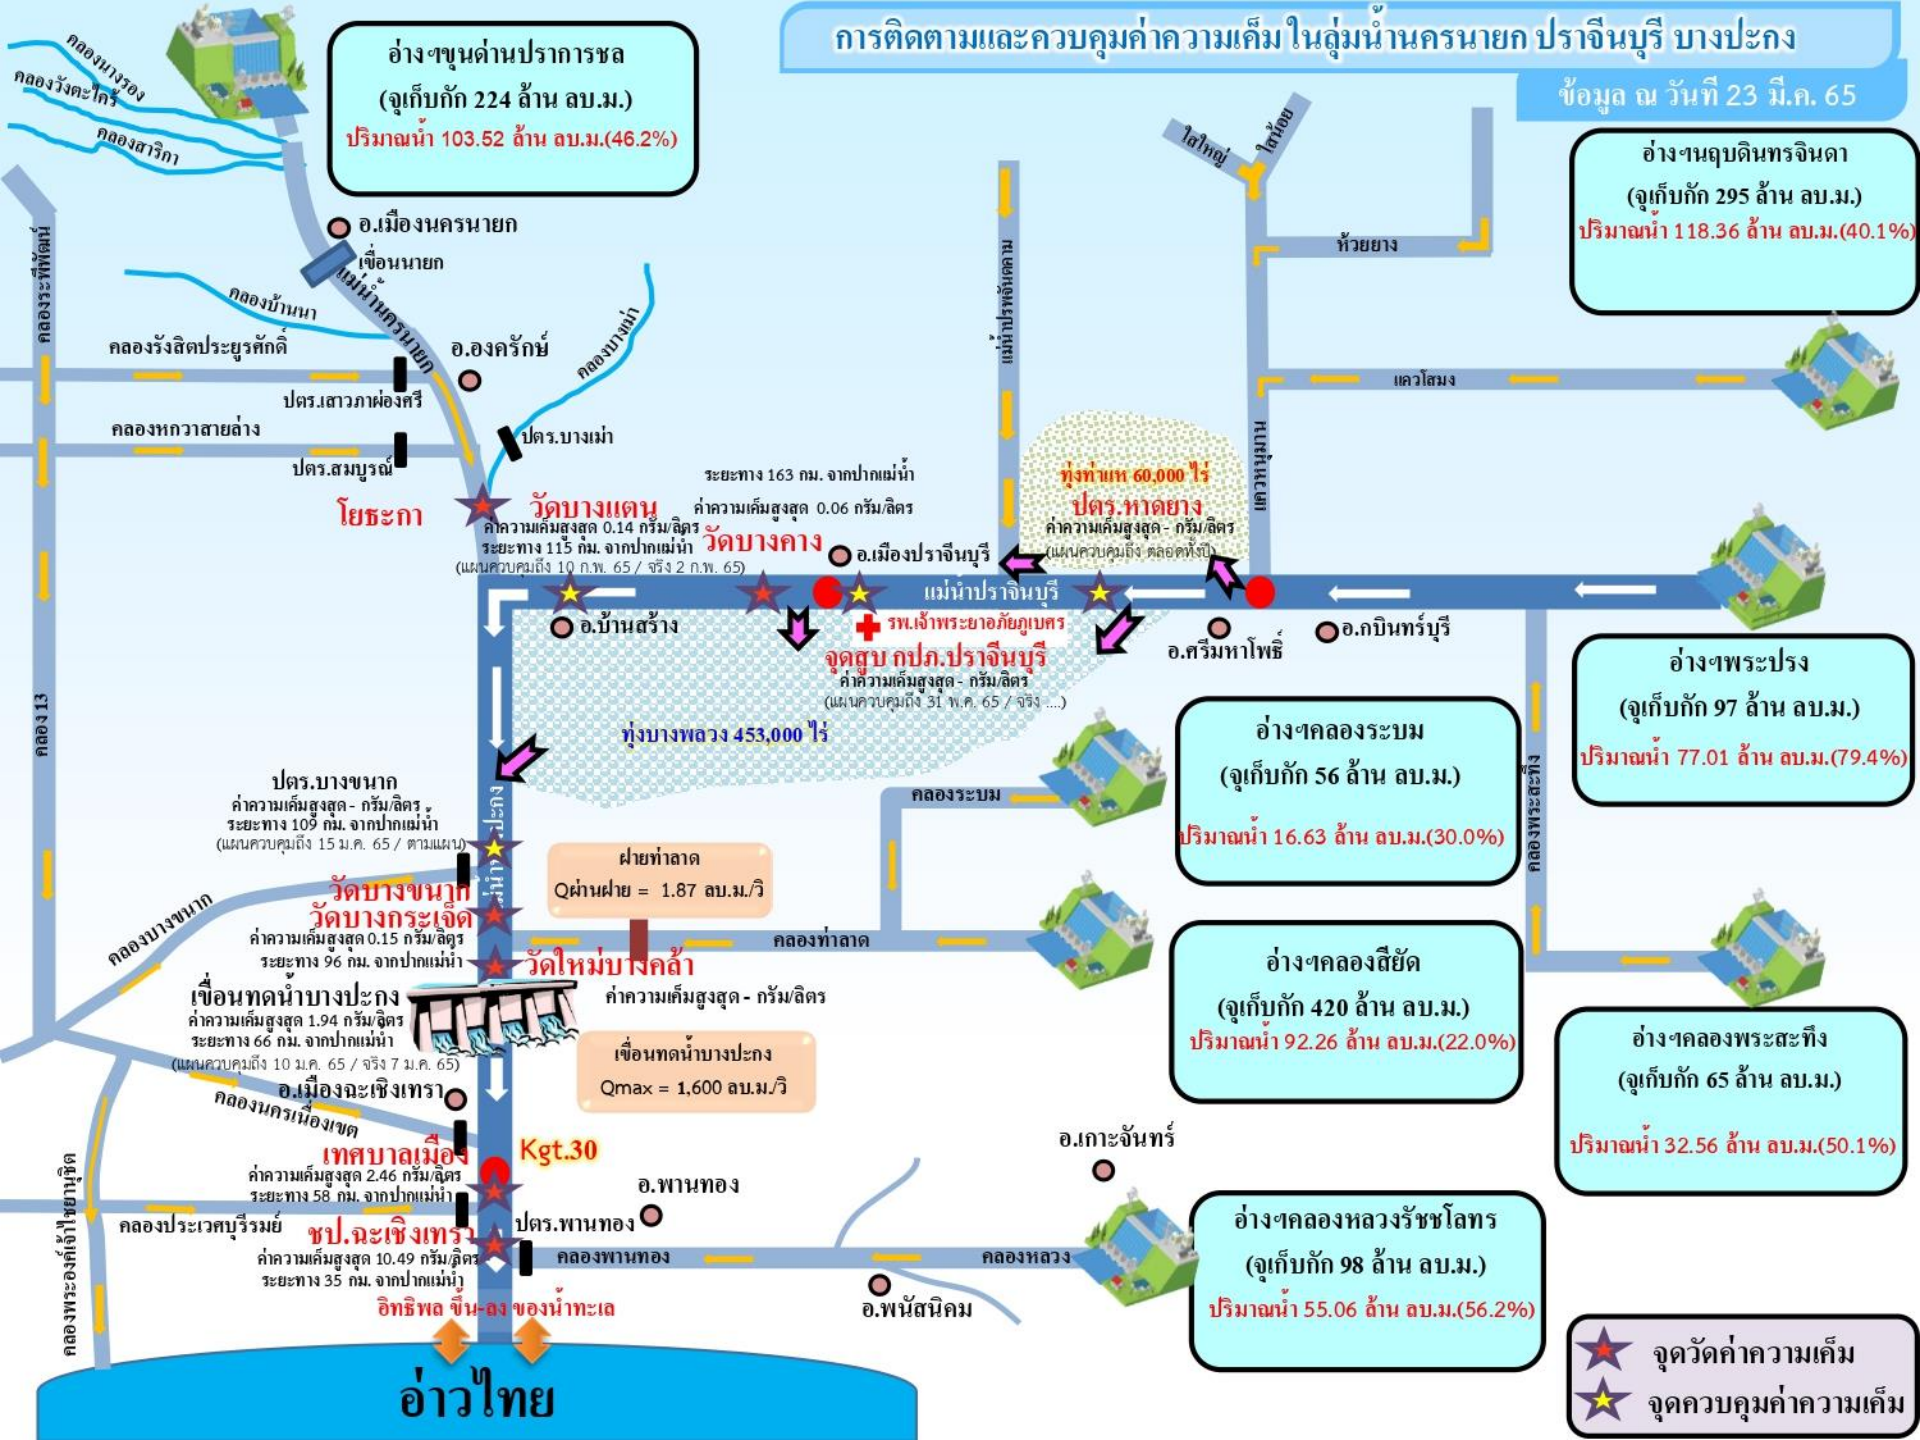 การติดตามและควบคุมค่าความเค็ม ในลุ่มน้ำนครนายก ปราจีนบุรี บางปะกง
ข้อมูล ณ วันที่ 23 มี.ค. 65
อ่างฯขุนด่านปราการชล
(จุเก็บกัก 224 ล้าน ลบ.ม.)
ปริมาณน้ำ 103.52 ล้าน ลบ.ม.(46.2%)
คลองนางรอง
คลองวังตะไคร้
คลองสาริกา
อ.เมืองนครนายก
เขื่อนนายก
แม่น้ำนครนายก
คลองบ้านนา
คลองระพีพัฒน์
คลองรังสิตประยูรศักดิ์
ปตร.เสาวภาผ่องศรี
อ.องครักษ์
คลองบางเม่า
คลองหกวาสายล่าง
ปตร.สมบูรณ์
ปตร.บางเม่า
โยธะกา
วัดบางแตน
ค่าความเค็มสูงสุด 0.14 กรัม/ลิตร
ระยะทาง 115 กม. จากปากแม่น้ำ
(แผนควบคุมถึง 10 ก.พ. 65 / จริง 2 ก.พ. 65)
ระยะทาง 163 กม. จากปากแม่น้ำ
ค่าความเค็มสูงสุด 0.06 กรัม/ลิตร
วัดบางคาง
อ.เมืองปราจีนบุรี
ใสใหญ่
ใสน้อย
ห้วยยาง
แควโสมง
แควหนุมาน
ทุ่งท่าแห 60,000 ไร่
ปตร.หาดยาง
ค่าความเค็มสูงสุด - กรัม/ลิตร
(แผนควบคุมถึง ตลอดทั้งปี)
อ่างฯนฤบดินทรจินดา
(จุเก็บกัก 295 ล้าน ลบ.ม.)
ปริมาณน้ำ 118.36 ล้าน ลบ.ม.(40.1%)
แม่น้ำปราจีนบุรี
อ.บ้านสร้าง
รพ.เจ้าพระยาอภัยภูเบศร
จุดสูบ กปภ.ปราจีนบุรี
ค่าความเค็มสูงสุด - กรัม/ลิตร
(แผนควบคุมถึง 31 พ.ค. 65 / จริง ....)
อ.ศรีมหาโพธิ์
อ.กบินทร์บุรี
ทุ่งบางพลวง 453,000 ไร่
อ่างฯพระปรง
(จุเก็บกัก 97 ล้าน ลบ.ม.)
ปริมาณน้ำ 77.01 ล้าน ลบ.ม.(79.4%)
คลองพระสะทึง
คลอง 13
ปตร.บางขนาก
ค่าความเค็มสูงสุด - กรัม/ลิตร
ระยะทาง 109 กม. จากปากแม่น้ำ
(แผนควบคุมถึง 15 ม.ค. 65 / ตามแผน)
คลองระบม
อ่างฯคลองระบม
(จุเก็บกัก 56 ล้าน ลบ.ม.)
ปริมาณน้ำ 16.63 ล้าน ลบ.ม.(30.0%)
ฝายท่าลาด
Qผ่านฝาย = 1.87 ลบ.ม./วิ
วัดบางขนาก
วัดบางกระเจ็ด
ค่าความเค็มสูงสุด 0.15 กรัม/ลิตร
ระยะทาง 96 กม. จากปากแม่น้ำ
คลองบางขนาก
คลองท่าลาด
วัดใหม่บางคล้า
ค่าความเค็มสูงสุด - กรัม/ลิตร
อ่างฯคลองสียัด
(จุเก็บกัก 420 ล้าน ลบ.ม.)
ปริมาณน้ำ 92.26 ล้าน ลบ.ม.(22.0%)
เขื่อนทดน้ำบางปะกง
ค่าความเค็มสูงสุด 1.94 กรัม/ลิตร
ระยะทาง 66 กม. จากปากแม่น้ำ
(แผนควบคุมถึง 10 ม.ค. 65 / จริง 7 ม.ค. 65)
เขื่อนทดน้ำบางปะกง
Qmax = 1,600 ลบ.ม./วิ
อ่างฯคลองพระสะทึง
(จุเก็บกัก 65 ล้าน ลบ.ม.)
ปริมาณน้ำ 32.56 ล้าน ลบ.ม.(50.1%)
อ.เมืองฉะเชิงเทรา
คลองนครเนื่องเขต
เทศบาลเมือง
ค่าความเค็มสูงสุด 2.46 กรัม/ลิตร
ระยะทาง 58 กม. จากปากแม่น้ำ
Kgt.30
อ.เกาะจันทร์
อ.พานทอง
คลองพระองค์เจ้าไชยานุชิต
คลองประเวศบุรีรมย์
ชป.ฉะเชิงเทรา
ค่าความเค็มสูงสุด 10.49 กรัม/ลิตร
ระยะทาง 35 กม. จากปากแม่น้ำ
ปตร.พานทอง
คลองพานทอง
คลองหลวง
อ่างฯคลองหลวงรัชชโลทร
(จุเก็บกัก 98 ล้าน ลบ.ม.)
ปริมาณน้ำ 55.06 ล้าน ลบ.ม.(56.2%)
อ.พนัสนิคม
อิทธิพล ขึ้น-ลง ของน้ำทะเล
อ่าวไทย
จุดวัดค่าความเค็ม
จุดควบคุมค่าความเค็ม